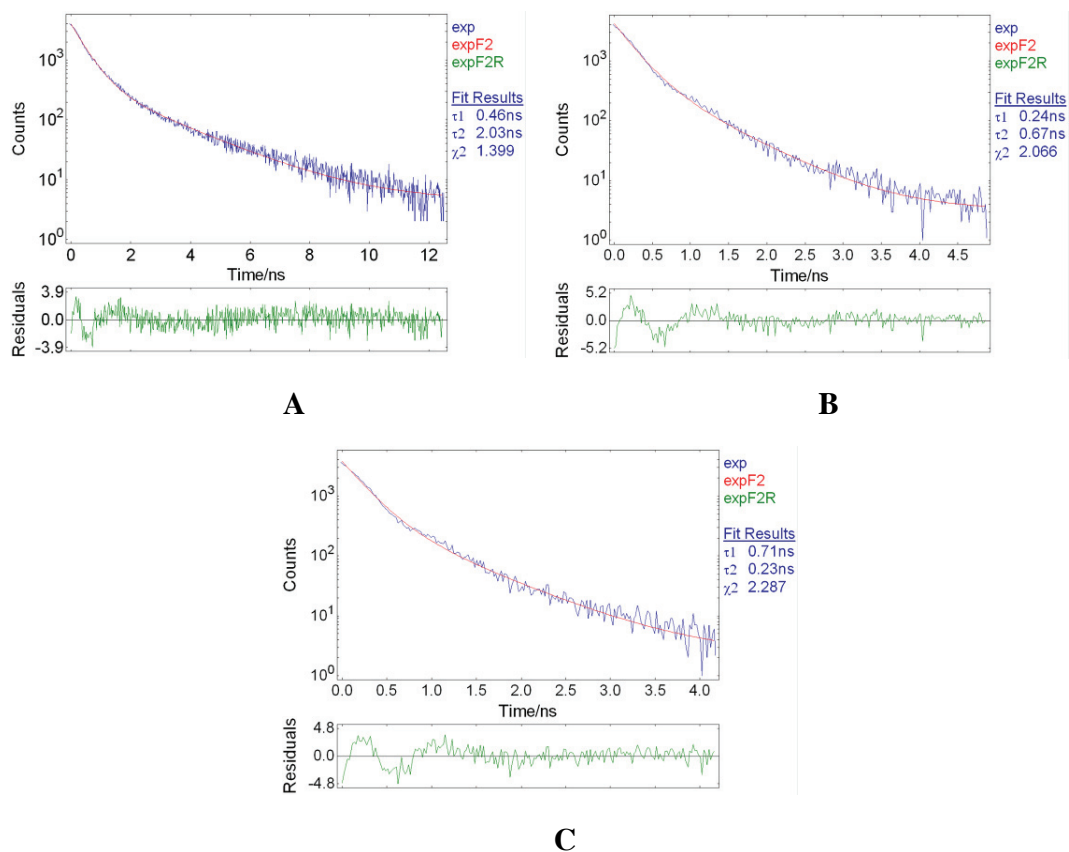 exp
expF2
expF2R
Fit Results
τ1 0.46ns
τ2 2.03ns
χ2 1.399
Counts
10³
10²
10¹
10⁰
0 2 4 6 8 10 12
Time/ns
Residuals
3.9
0.0
-3.9
A
exp
expF2
expF2R
Fit Results
τ1 0.24ns
τ2 0.67ns
χ2 2.066
Counts
10³
10²
10¹
10⁰
0.0 0.5 1.0 1.5 2.0 2.5 3.0 3.5 4.0 4.5
Time/ns
Residuals
5.2
0.0
-5.2
B
exp
expF2
expF2R
Fit Results
τ1 0.71ns
τ2 0.23ns
χ2 2.287
Counts
10³
10²
10¹
10⁰
0.0 0.5 1.0 1.5 2.0 2.5 3.0 3.5 4.0
Time/ns
Residuals
4.8
0.0
-4.8
C